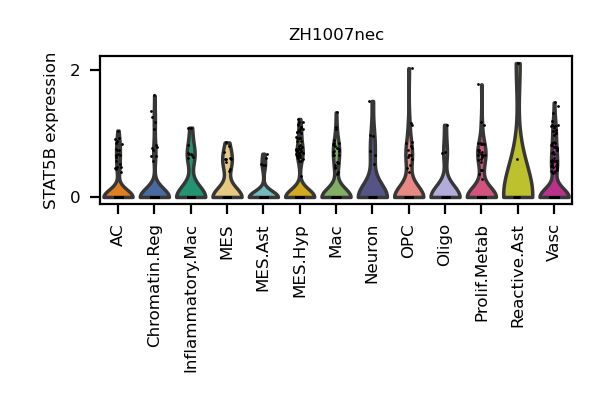 ZH1007nec
STAT5B expression
2
0
AC
Chromatin.Reg
Inflammatory.Mac
MES
MES.Ast
MES.Hyp
Mac
Neuron
OPC
Oligo
Prolif.Metab
Reactive.Ast
Vasc